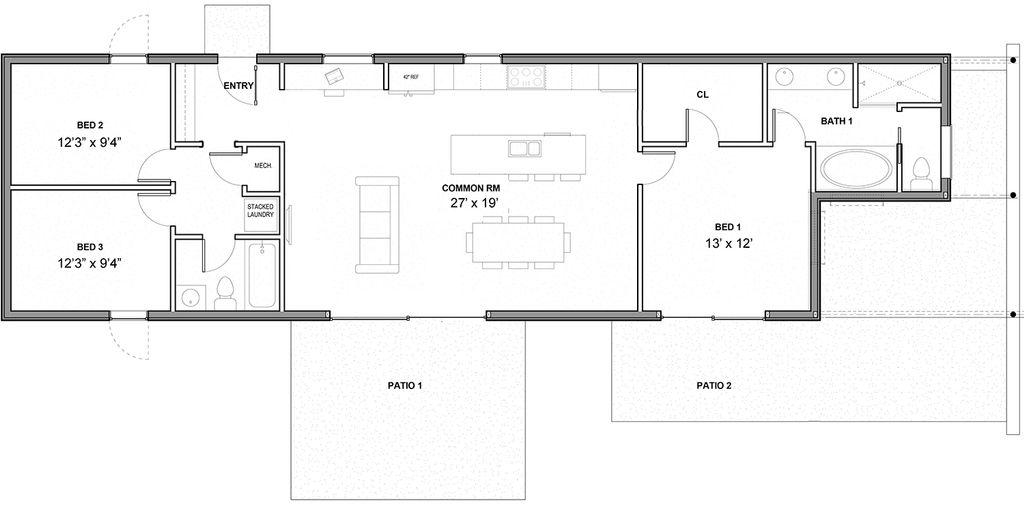 ENTRY
42" REF
CL
BED 2
12'3" x 9'4"
BATH 1
MECH.
COMMON RM
27' x 19'
STACKED
LAUNDRY
BED 1
13' x 12'
BED 3
12'3" x 9'4"
PATIO 1
PATIO 2